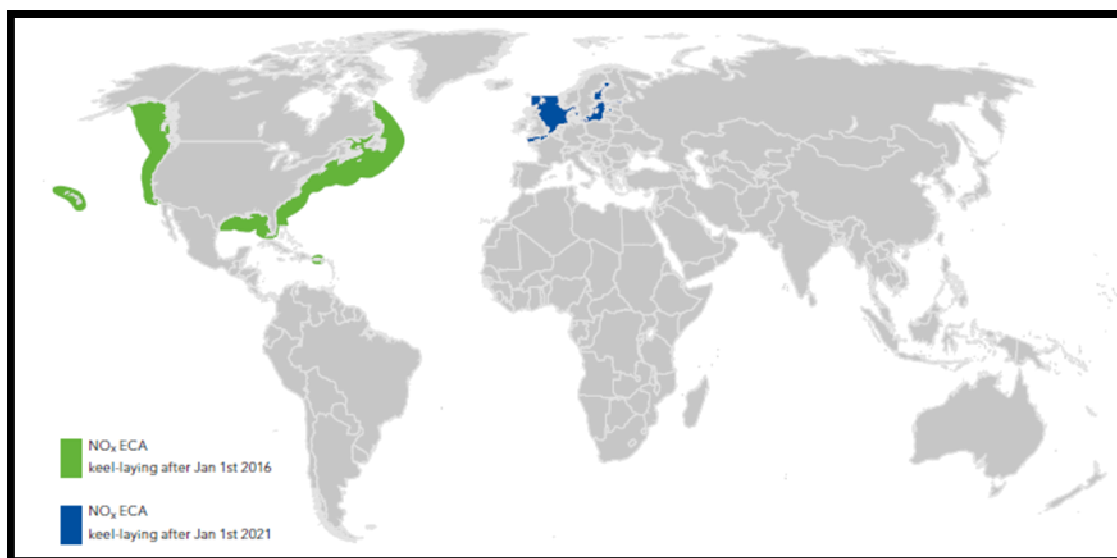 NOₓ ECA
keel-laying after Jan 1st 2016
NOₓ ECA
keel-laying after Jan 1st 2021